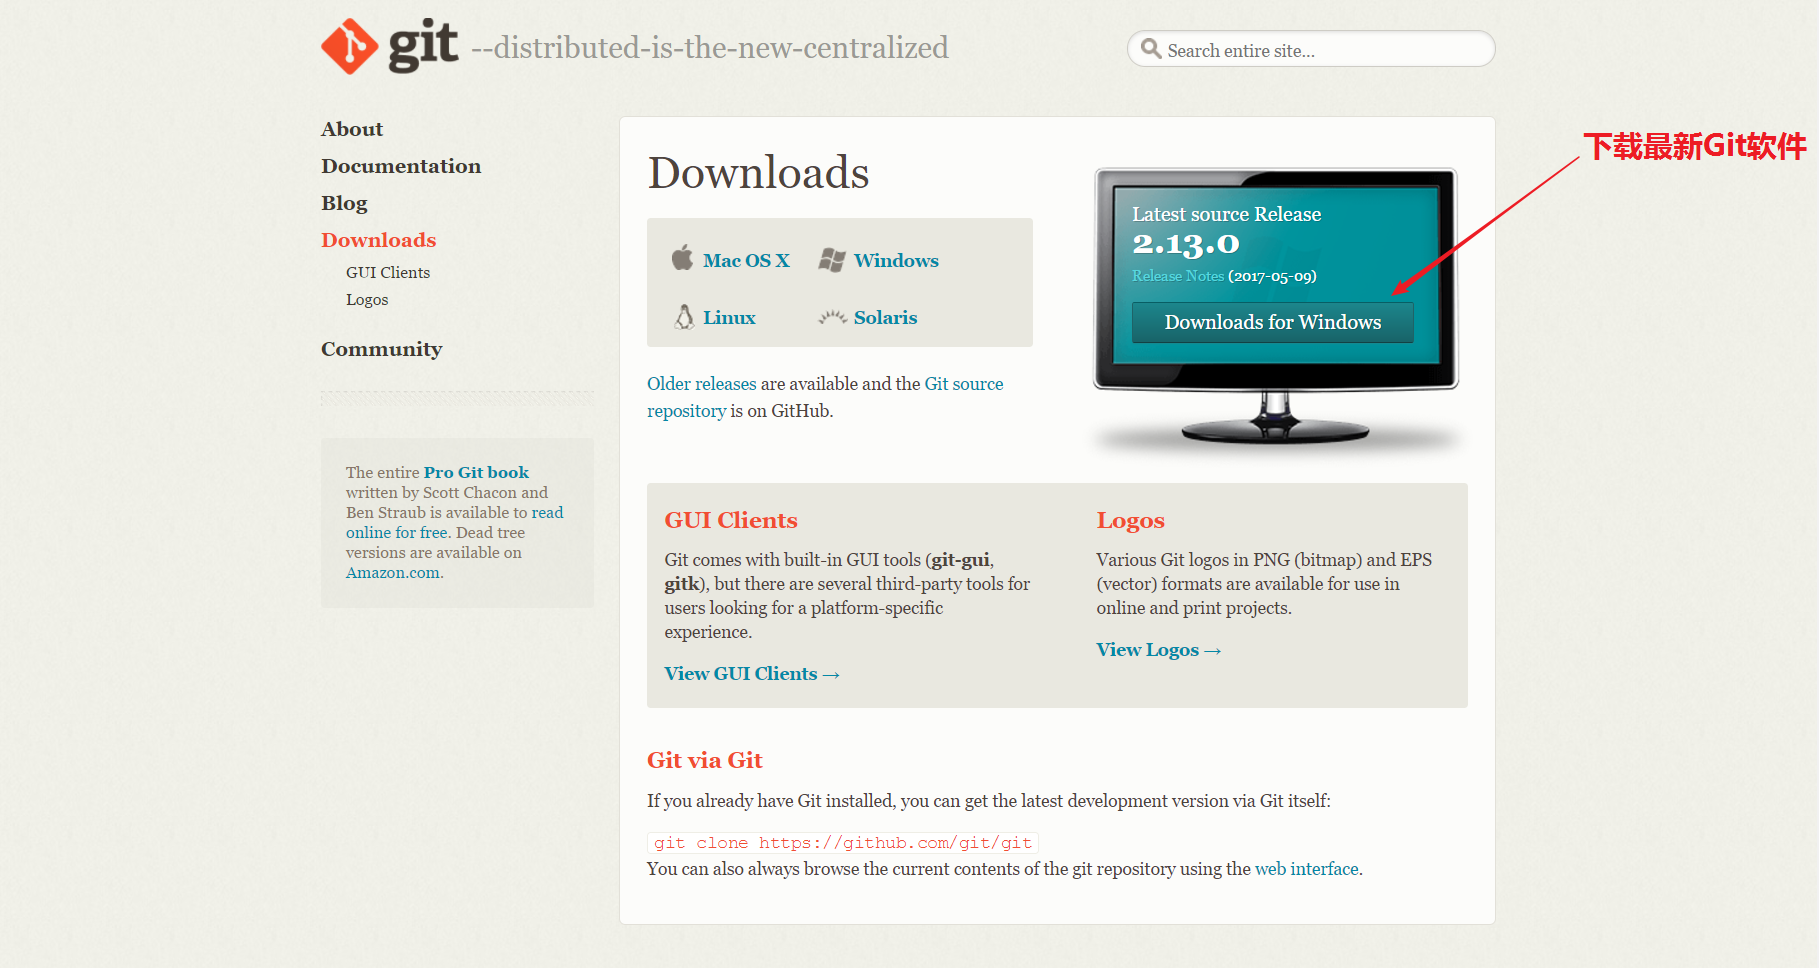 git --distributed-is-the-new-centralized
Search entire site...
About
Documentation
Blog
Downloads
GUI Clients
Logos
Community
The entire Pro Git book
written by Scott Chacon and
Ben Straub is available to read
online for free. Dead tree
versions are available on
Amazon.com.
Downloads
Mac OS X
Windows
Linux
Solaris
Older releases are available and the Git source
repository is on GitHub.
Latest source Release
2.13.0
Release Notes (2017-05-09)
Downloads for Windows
下载最新Git软件
GUI Clients
Git comes with built-in GUI tools (git-gui,
gitk), but there are several third-party tools for
users looking for a platform-specific
experience.
View GUI Clients →
Logos
Various Git logos in PNG (bitmap) and EPS
(vector) formats are available for use in
online and print projects.
View Logos →
Git via Git
If you already have Git installed, you can get the latest development version via Git itself:
git clone https://github.com/git/git
You can also always browse the current contents of the git repository using the web interface.